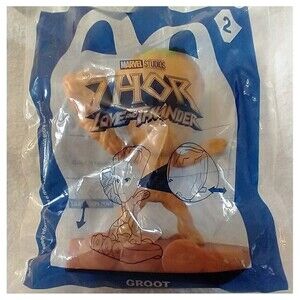 2
MARVEL STUDIOS
THOR
LOVE AND THUNDER
GROOT